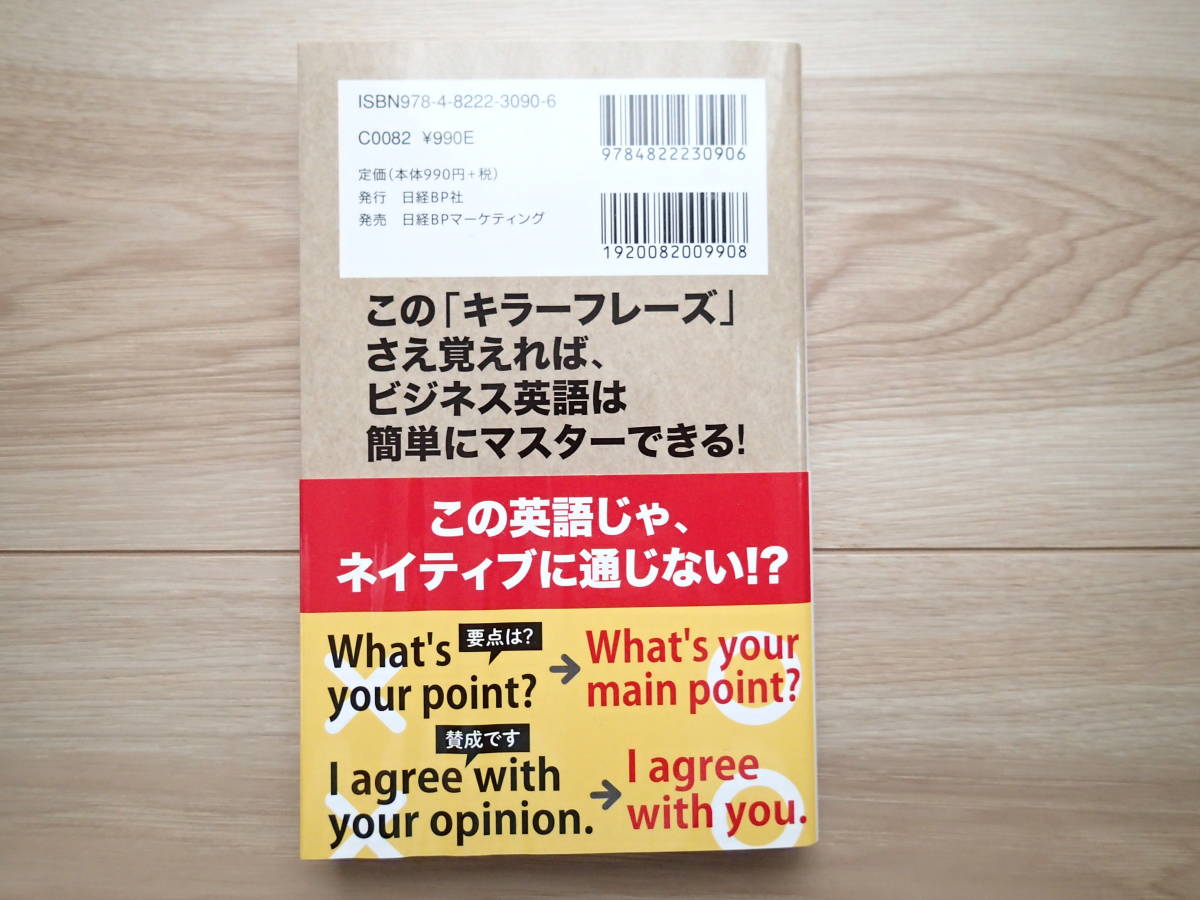 ISBN978-4-8222-3090-6
C0082 ¥990E
定価(本体990円+税)
発行 日経BP社
発売 日経BPマーケティング
9784822230906
1920082009908
この「キラーフレーズ」
さえ覚えれば、
ビジネス英語は
簡単にマスターできる!
この英語じゃ、
ネイティブに通じない!?
要点は?
What's
your point?
→
What's your
main point?
賛成です
I agree with
your opinion.
→
I agree
with you.